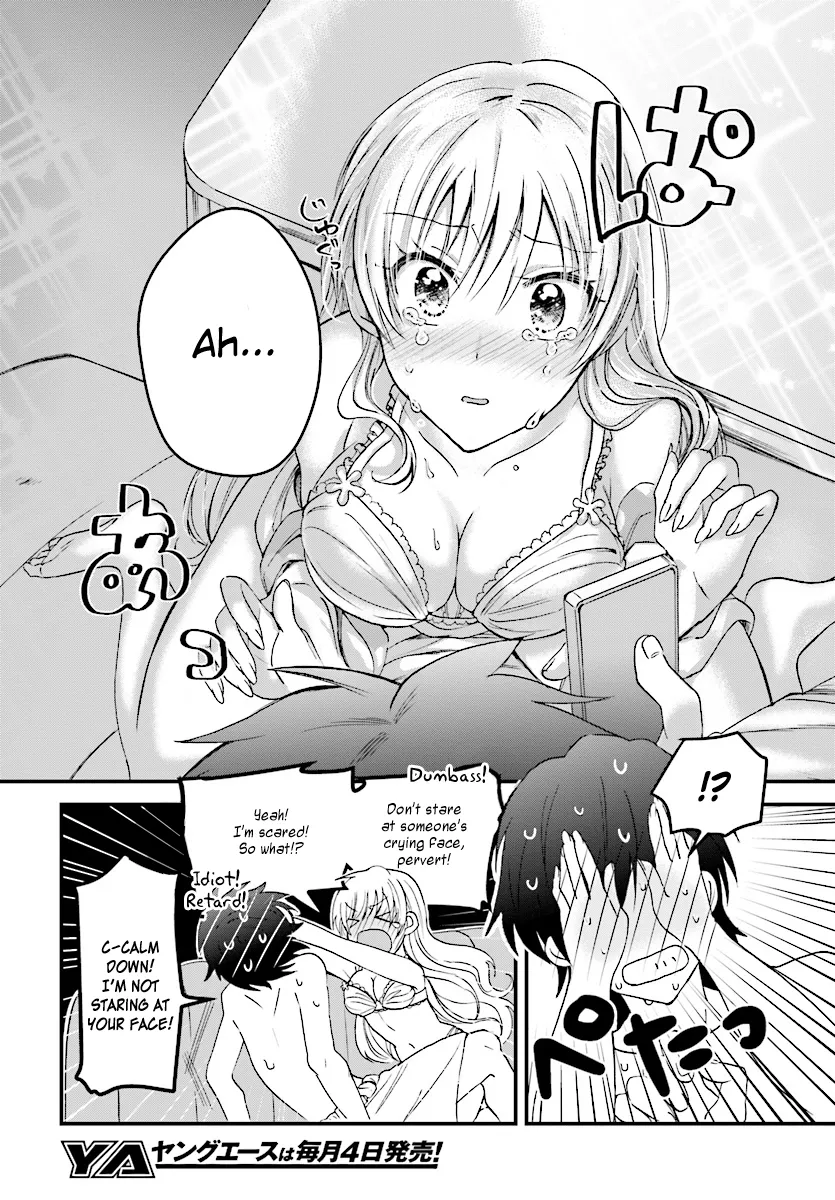 ぱ
じゅぐっ
Ah...
あっ
!?
ペたっ
Dumbass!
Don't stare
at someone's
crying face,
pervert!
Yeah!
I'm scared!
So what!?
Idiot!
Retard!
C-Calm
down!
I'm not
staring at
your face!
YA ヤングエースは毎月4日発売!